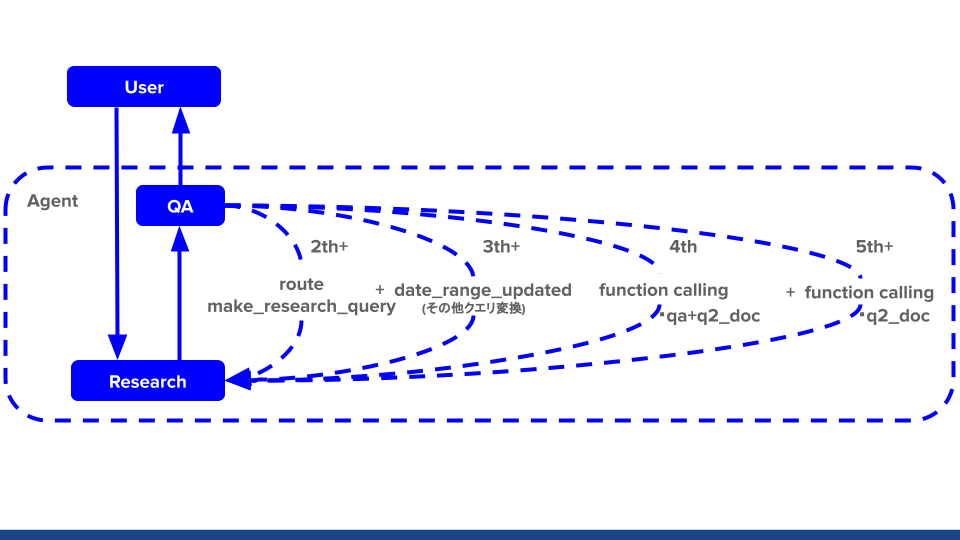 User
Agent
QA
2th+
3th+
4th
5th+
route
make_research_query
+ date_range_updated
(その他クエリ変換)
function calling
・qa+q2_doc
+ function calling
・q2_doc
Research